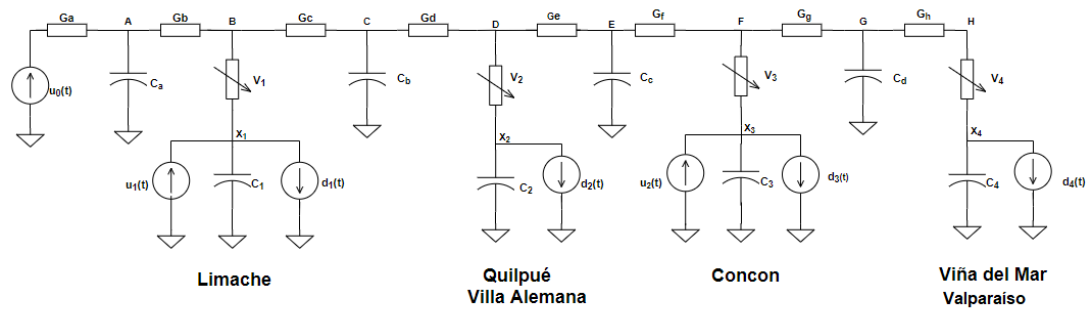 Ga A Gb B Gc C Gd D Ge E Gf F Gg G Gh H
u0(t) Ca V1 Cb V2 Cc V3 Cd V4
X1 X2 X3 X4
u1(t) C1 d1(t) C2 d2(t) u2(t) C3 d3(t) C4 d4(t)
Limache Quilpué Concon Viña del Mar
Villa Alemana Valparaíso